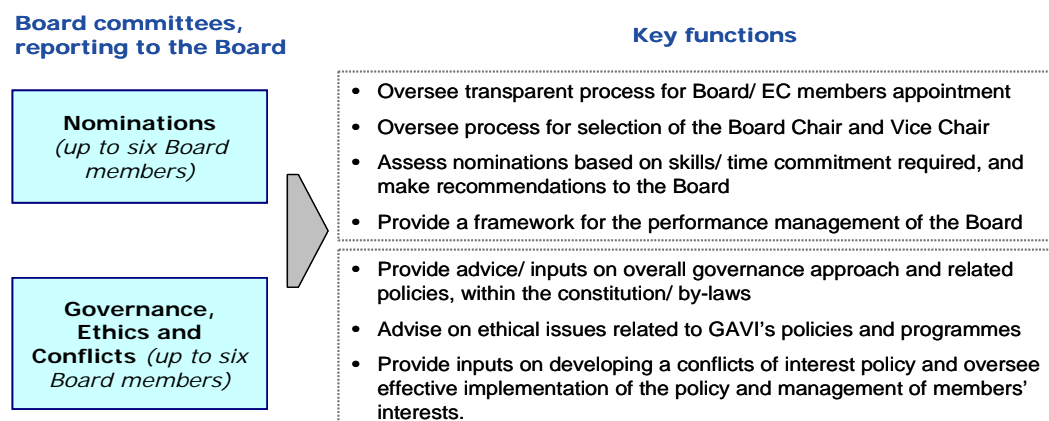 Board committees,
reporting to the Board
Key functions
Nominations
(up to six Board
members)
• Oversee transparent process for Board/ EC members appointment
• Oversee process for selection of the Board Chair and Vice Chair
• Assess nominations based on skills/ time commitment required, and
make recommendations to the Board
• Provide a framework for the performance management of the Board
Governance,
Ethics and
Conflicts (up to six
Board members)
• Provide advice/ inputs on overall governance approach and related
policies, within the constitution/ by-laws
• Advise on ethical issues related to GAVI's policies and programmes
• Provide inputs on developing a conflicts of interest policy and oversee
effective implementation of the policy and management of members'
interests.